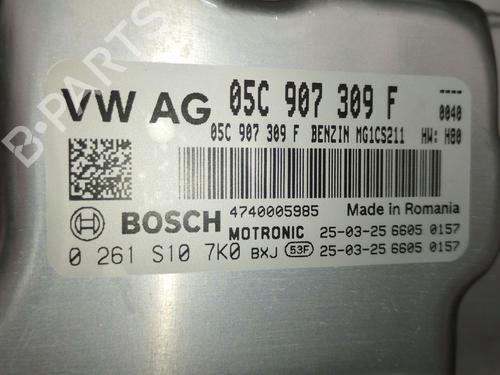 VW AG 05C 907 309 F ----
0040
05C 907 309 F BENZIN MG1CS211 HW: H80
BOSCH 4740005985 Made in Romania
MOTRONIC 25-03-25 6605 0157
0 261 S10 7K0 BXJ 53F 25-03-25 6605 0157
B-PARTS